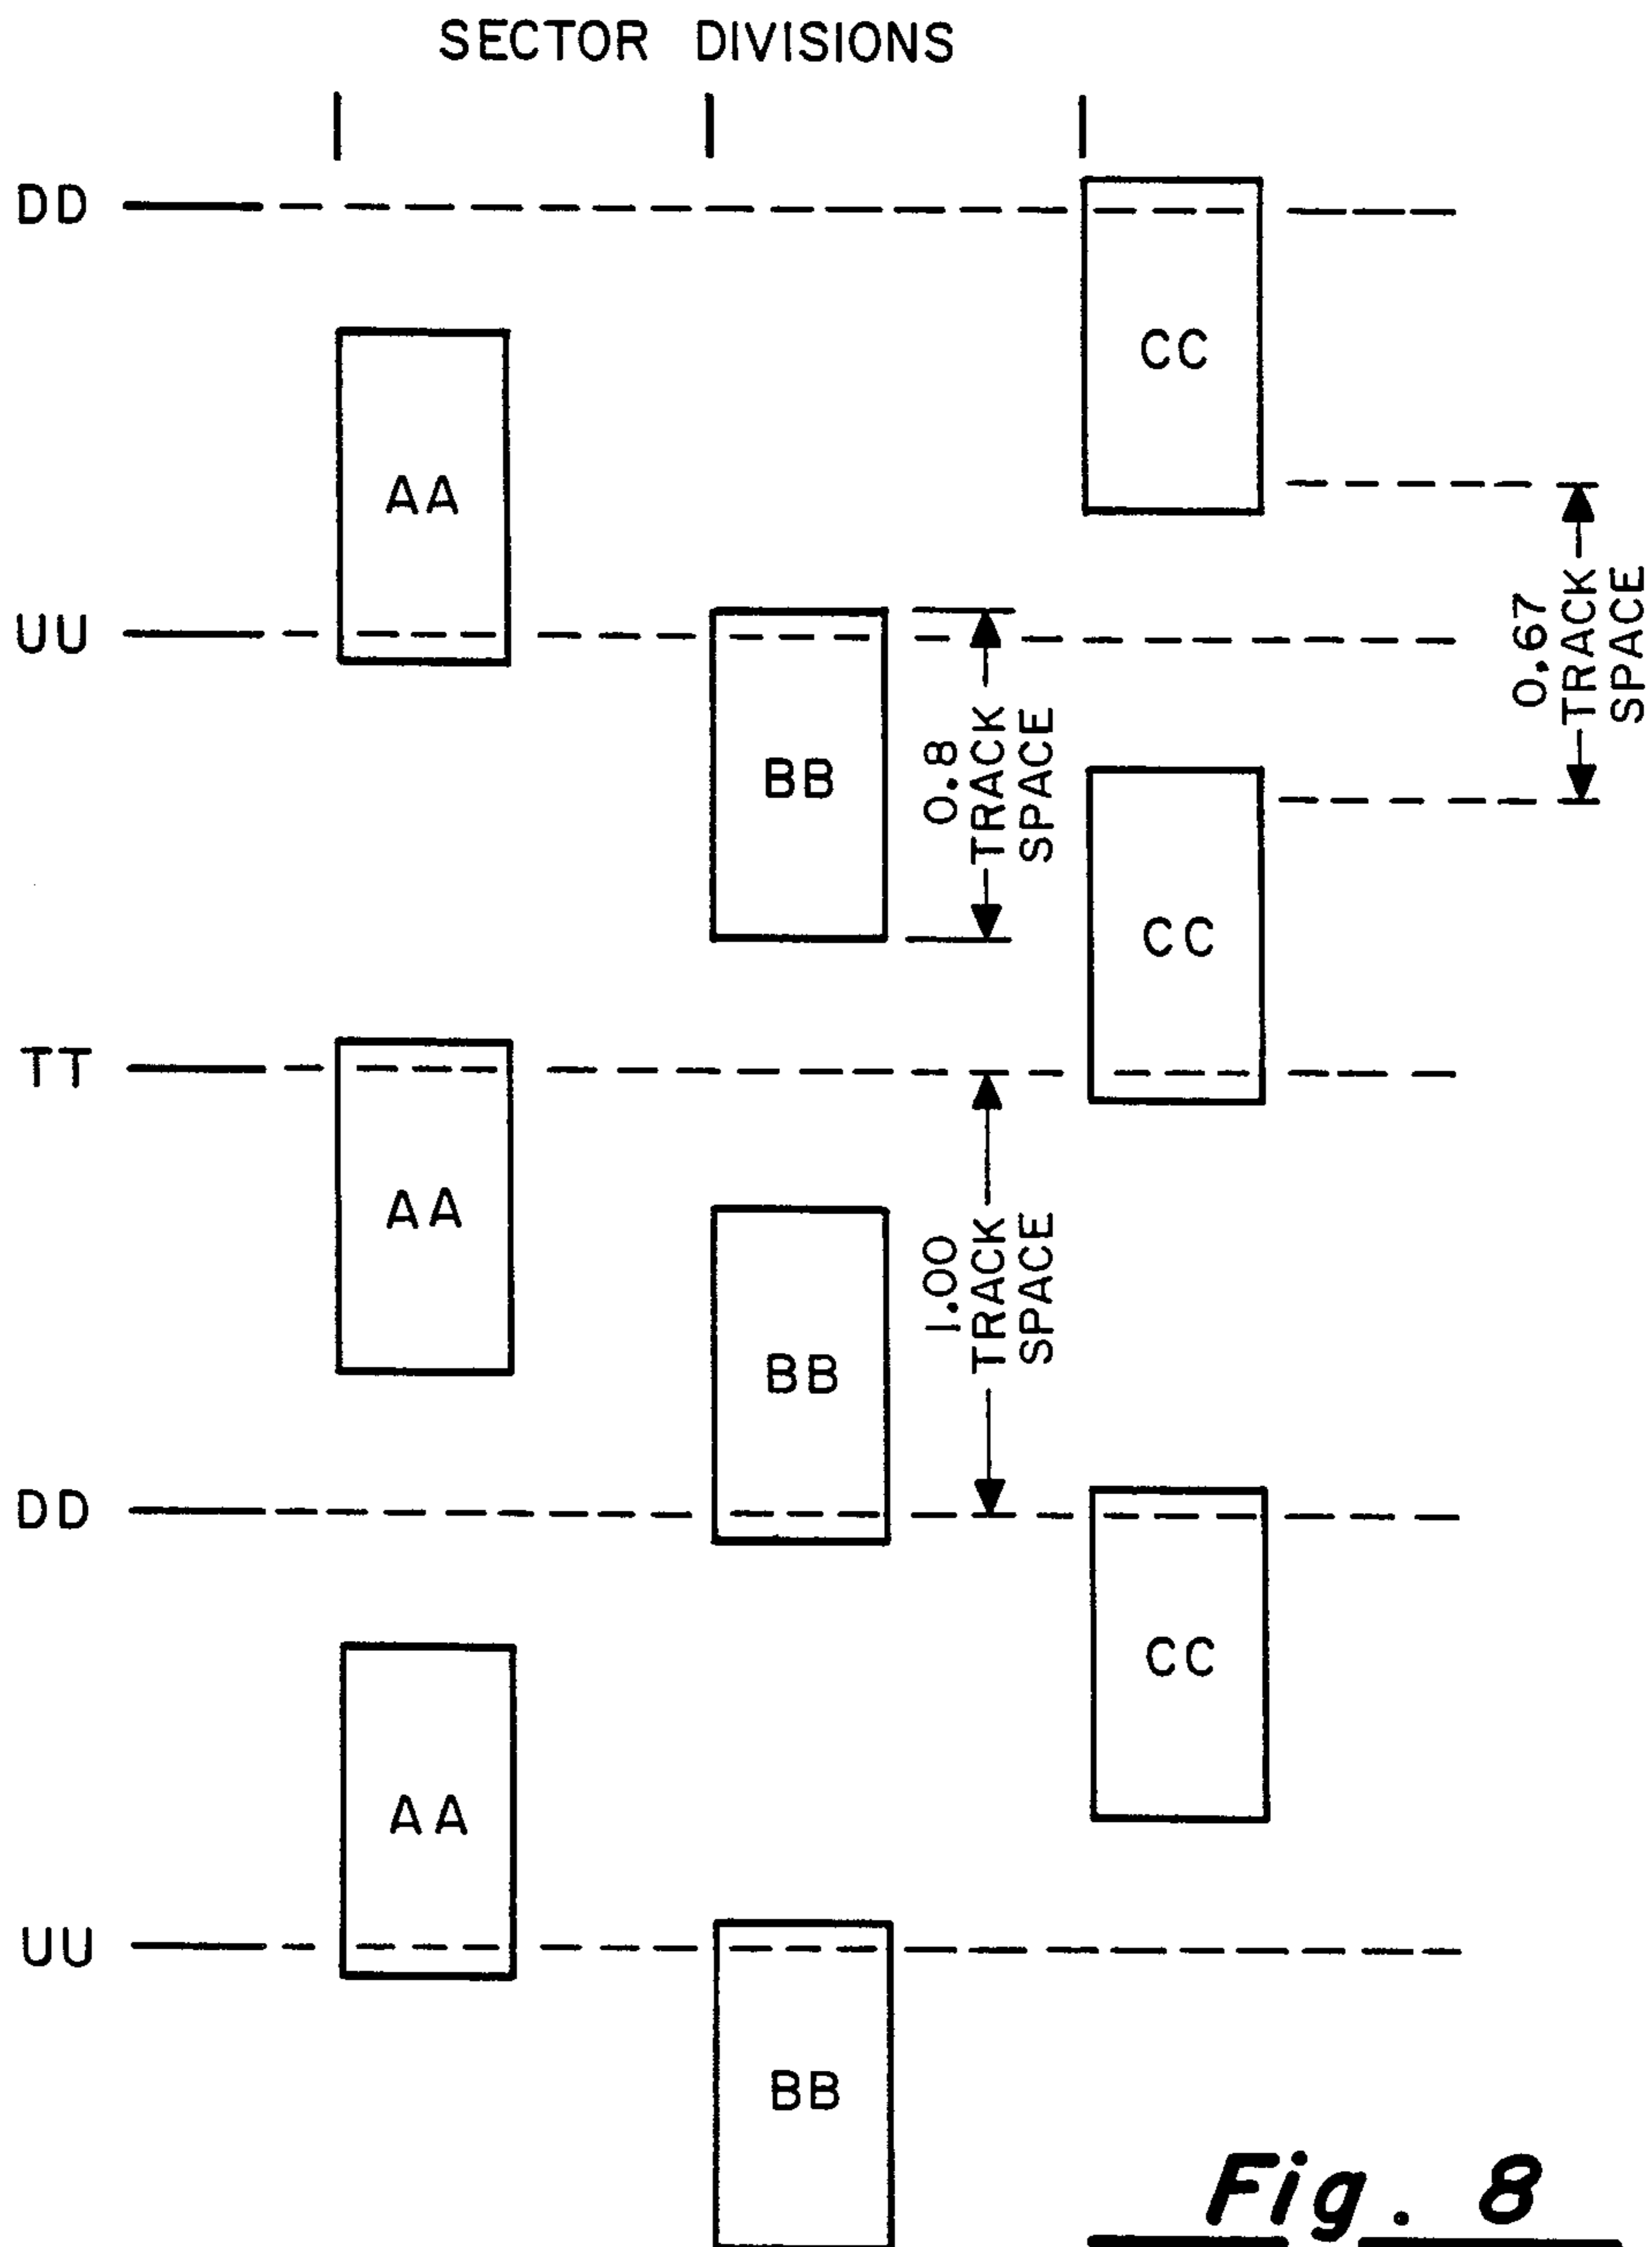 SECTOR DIVISIONS
DD
CC
AA
UU
BB
0.8
TRACK
SPACE
0.67
TRACK
SPACE
CC
TT
AA
BB
1.00
TRACK
SPACE
DD
CC
AA
UU
BB
Fig. 8